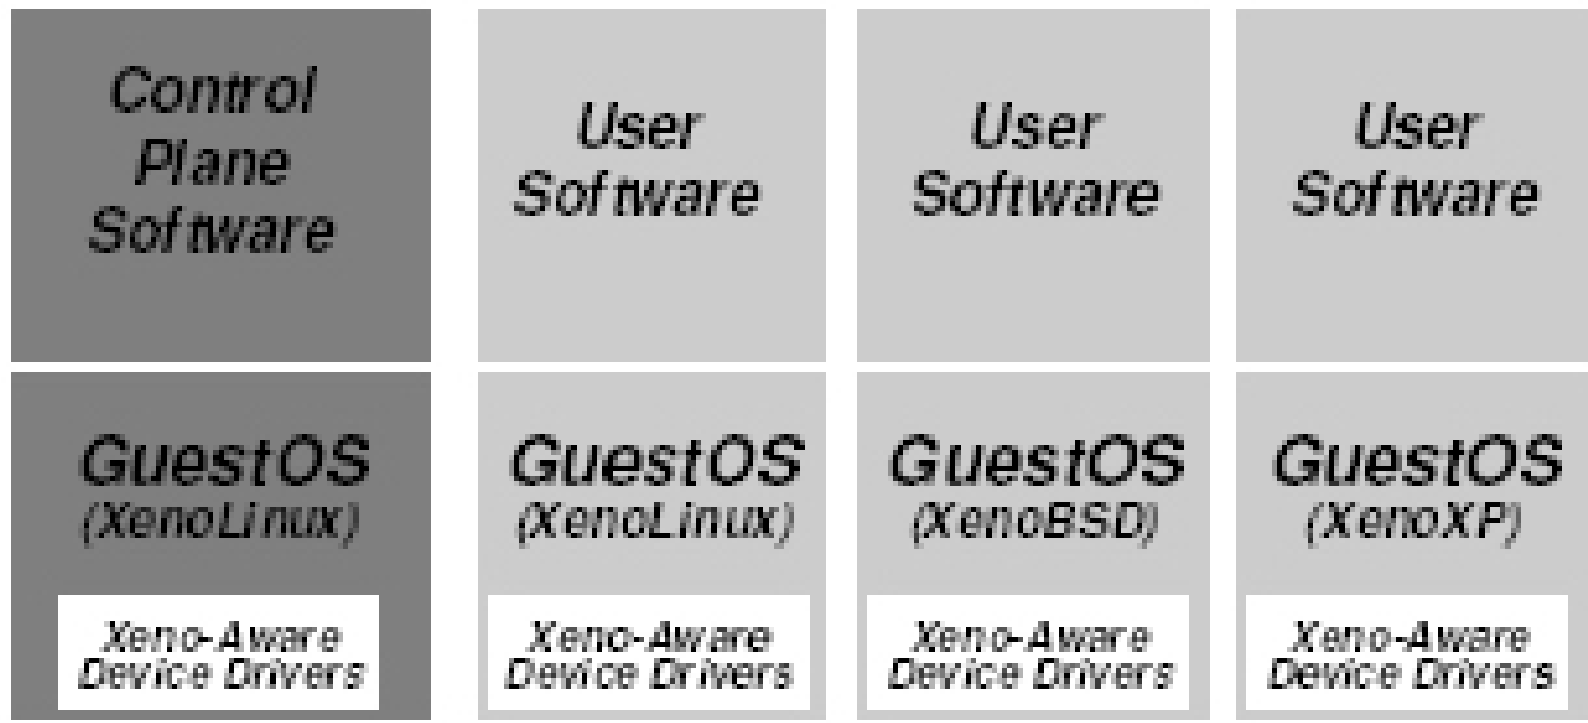 Control
Plane
Software
User
Software
User
Software
User
Software
GuestOS
(XenoLinux)
Xeno-Aware
Device Drivers
GuestOS
(XenoLinux)
Xeno-Aware
Device Drivers
GuestOS
(XenoBSD)
Xeno-Aware
Device Drivers
GuestOS
(XenoXP)
Xeno-Aware
Device Drivers